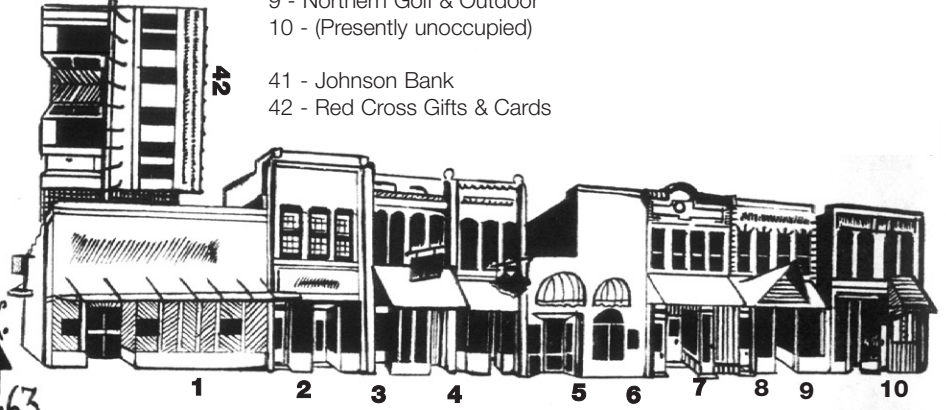 9 - Northern Golf & Outdoor
10 - (Presently unoccupied)
41 - Johnson Bank
42 - Red Cross Gifts & Cards
42
1 2 3 4 5 6 7 8 9 10
63